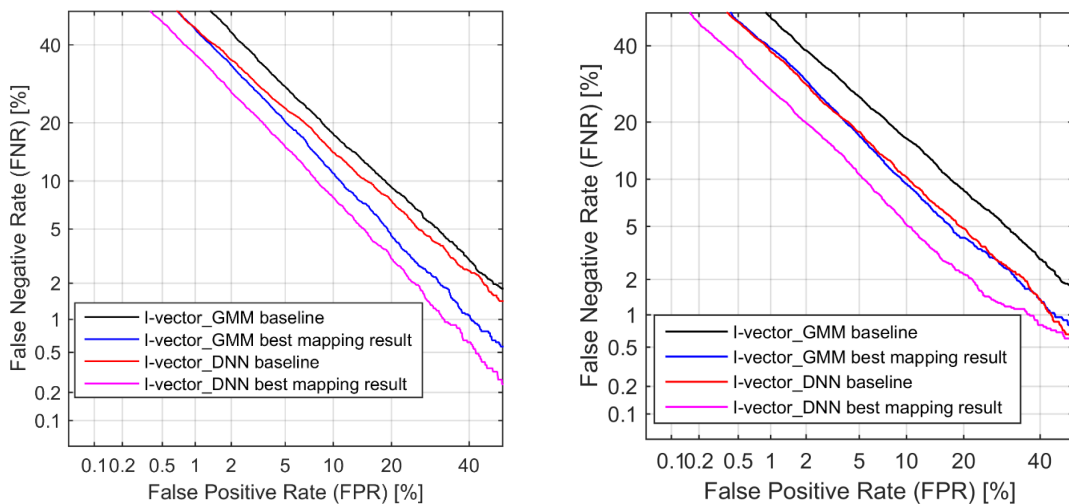 40
20
10
5
2
1
0.5
0.2
0.1
False Negative Rate (FNR) [%]
I-vector_GMM baseline
I-vector_GMM best mapping result
I-vector_DNN baseline
I-vector_DNN best mapping result
0.1 0.2 0.5 1 2 5 10 20 40
False Positive Rate (FPR) [%]
40
20
10
5
2
1
0.5
0.2
0.1
False Negative Rate (FNR) [%]
I-vector_GMM baseline
I-vector_GMM best mapping result
I-vector_DNN baseline
I-vector_DNN best mapping result
0.1 0.2 0.5 1 2 5 10 20 40
False Positive Rate (FPR) [%]